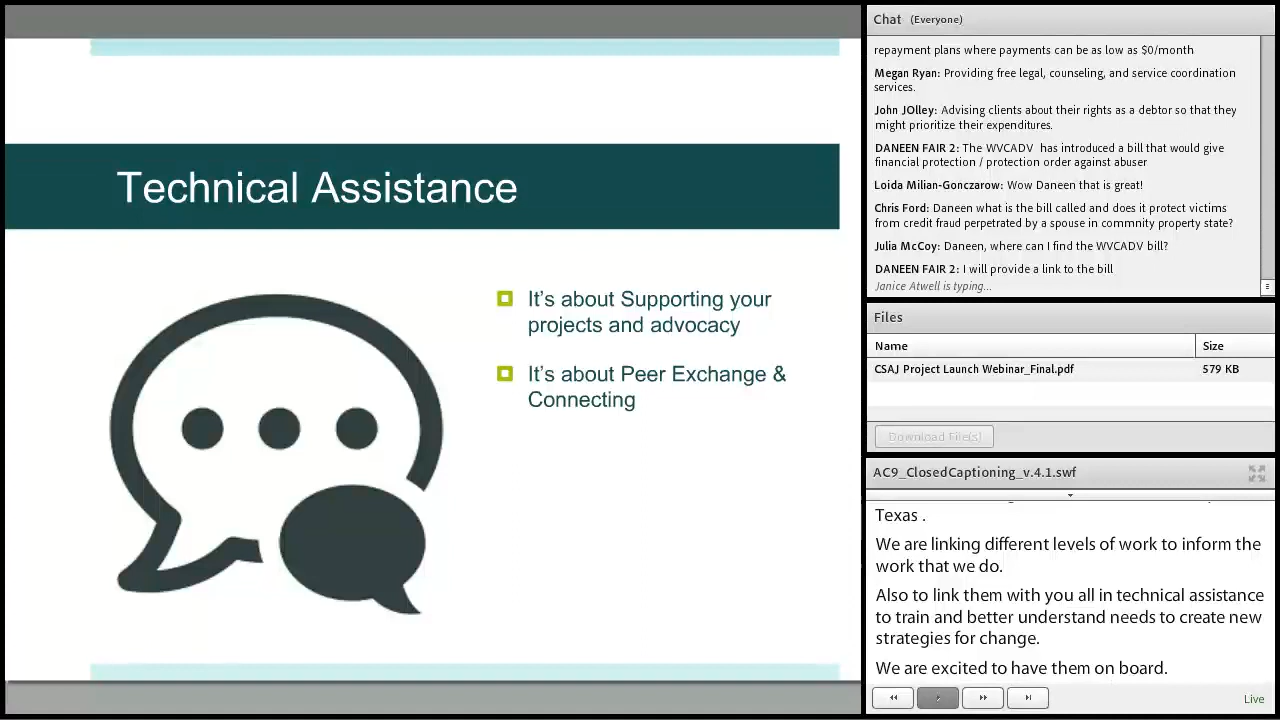 Technical Assistance
It's about Supporting your
projects and advocacy
It's about Peer Exchange &
Connecting
Chat (Everyone)
repayment plans where payments can be as low as $0/month
Megan Ryan: Providing free legal, counseling, and service coordination
services.
John JOlley: Advising clients about their rights as a debtor so that they
might prioritize their expenditures.
DANEEN FAIR 2: The WVCADV has introduced a bill that would give
financial protection / protection order against abuser
Loida Milian-Gonczarow: Wow Daneen that is great!
Chris Ford: Daneen what is the bill called and does it protect victims
from credit fraud perpetrated by a spouse in commnity property state?
Julia McCoy: Daneen, where can I find the WVCADV bill?
DANEEN FAIR 2: I will provide a link to the bill
Janice Atwell is typing...
Files
Name Size
CSAJ Project Launch Webinar_Final.pdf 579 KB
Download File(s)
AC9_ClosedCaptioning_v.4.1.swf
Texas .
We are linking different levels of work to inform the
work that we do.
Also to link them with you all in technical assistance
to train and better understand needs to create new
strategies for change.
We are excited to have them on board.
Live